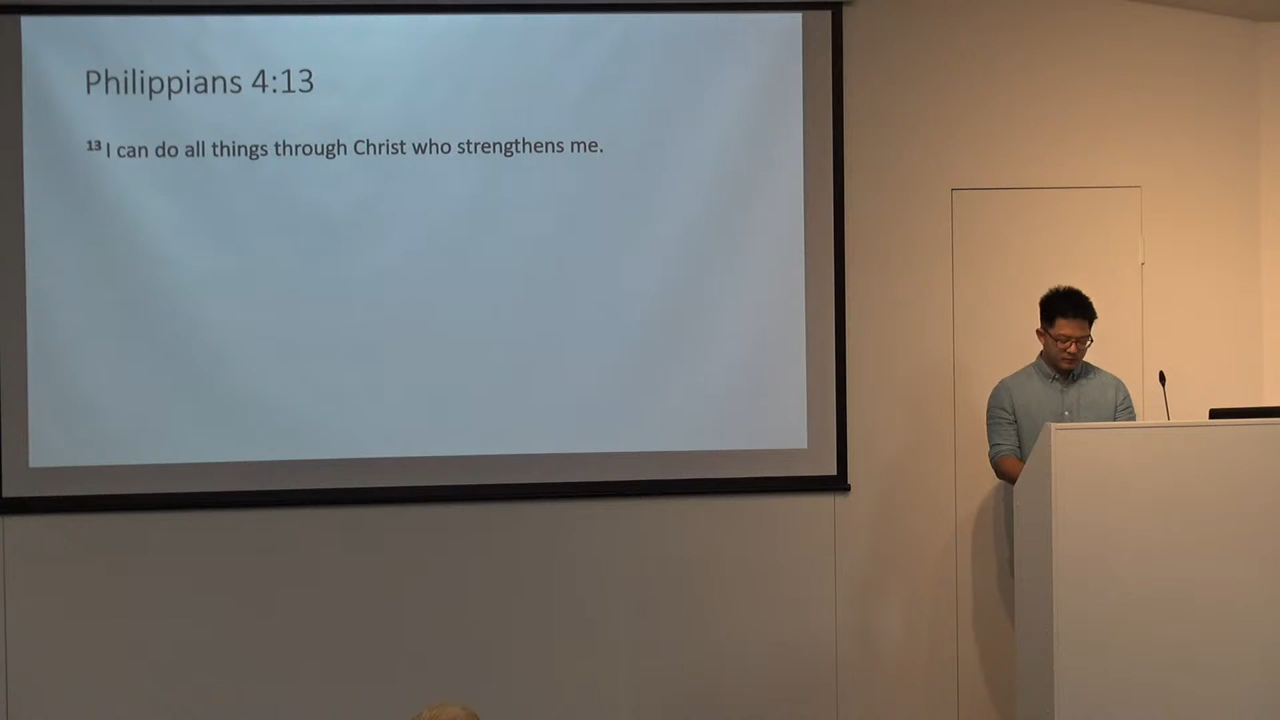 Philippians 4:13
¹³ I can do all things through Christ who strengthens me.